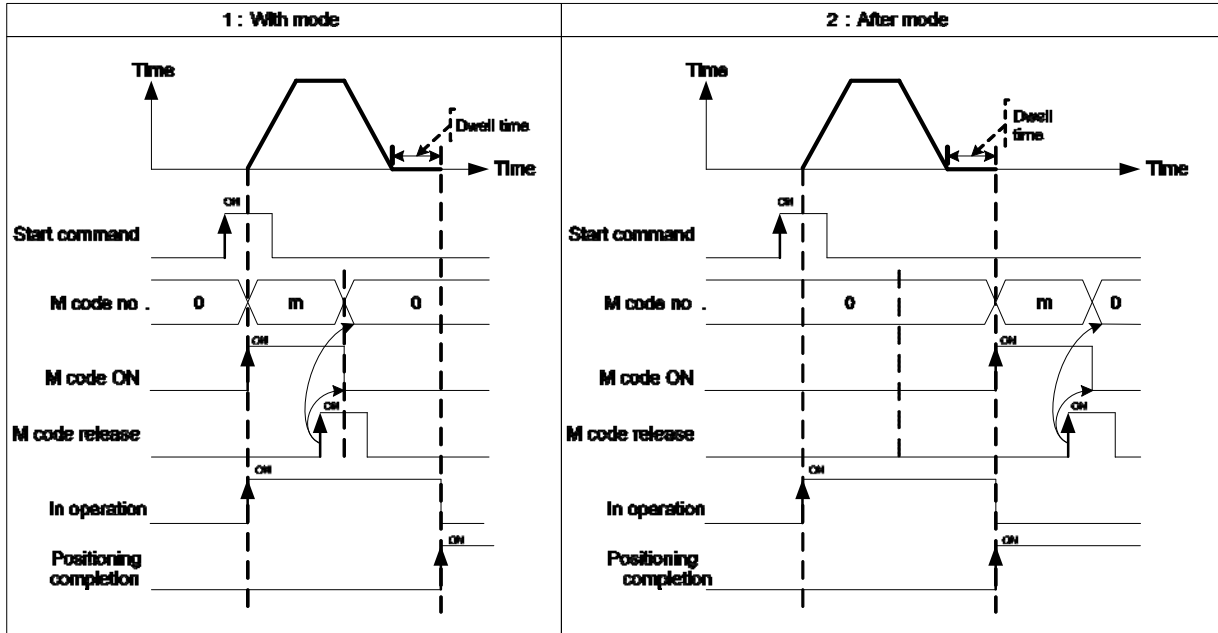 1 : With mode
Time
Dwell time
Time
ON
Start command
M code no .
0
m
0
ON
M code ON
ON
M code release
ON
In operation
ON
Positioning
completion
2 : After mode
Time
Dwell
time
Time
ON
Start command
M code no .
0
m
0
ON
M code ON
ON
M code release
ON
In operation
ON
Positioning
completion